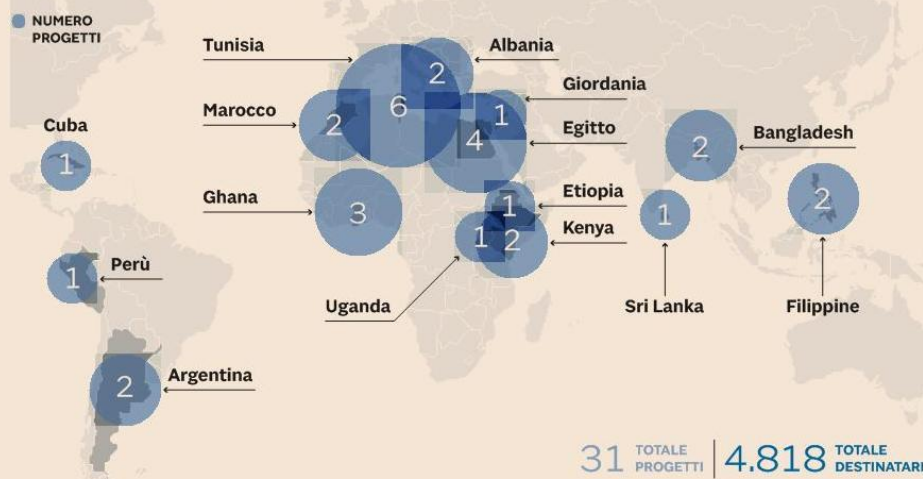 NUMERO
PROGETTI
Tunisia
2
Albania
Giordania
Marocco
2
6
1
4
Egitto
2
Bangladesh
Cuba
1
Ghana
3
Etiopia
1
1
2
Kenya
1
2
Perù
1
Uganda
Sri Lanka
Filippine
2
Argentina
31 TOTALE PROGETTI
4.818 TOTALE DESTINATARI